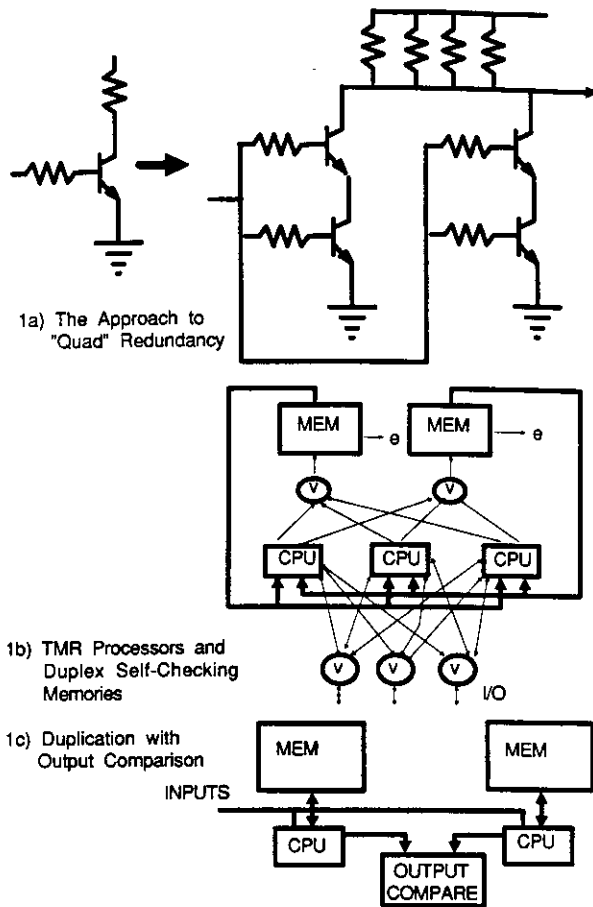 1a) The Approach to
"Quad" Redundancy
MEM
e
MEM
e
V
V
CPU
CPU
CPU
1b) TMR Processors and
Duplex Self-Checking
Memories
V
V
V
I/O
1c) Duplication with
Output Comparison
MEM
MEM
INPUTS
CPU
CPU
OUTPUT
COMPARE